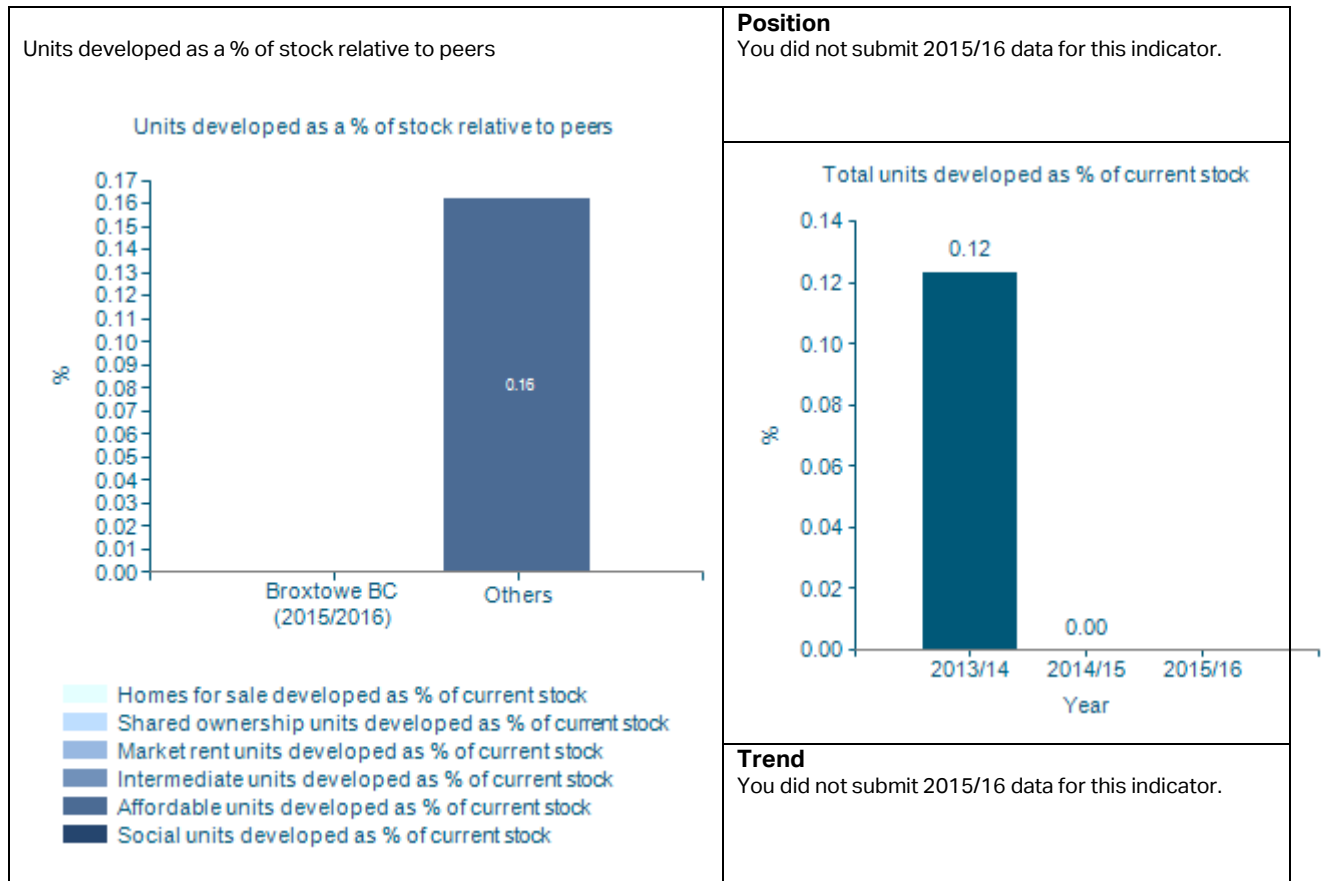 Units developed as a % of stock relative to peers
Units developed as a % of stock relative to peers
0.17
0.16
0.15
0.14
0.13
0.12
0.11
0.10
0.09
0.08
0.07
0.06
0.05
0.04
0.03
0.02
0.01
0.00
%
0.16
Broxtowe BC
(2015/2016)
Others
Homes for sale developed as % of current stock
Shared ownership units developed as % of current stock
Market rent units developed as % of current stock
Intermediate units developed as % of current stock
Affordable units developed as % of current stock
Social units developed as % of current stock
Position
You did not submit 2015/16 data for this indicator.
Total units developed as % of current stock
0.14
0.12
0.10
0.08
0.06
0.04
0.02
0.00
%
0.12
0.00
2013/14 2014/15 2015/16
Year
Trend
You did not submit 2015/16 data for this indicator.